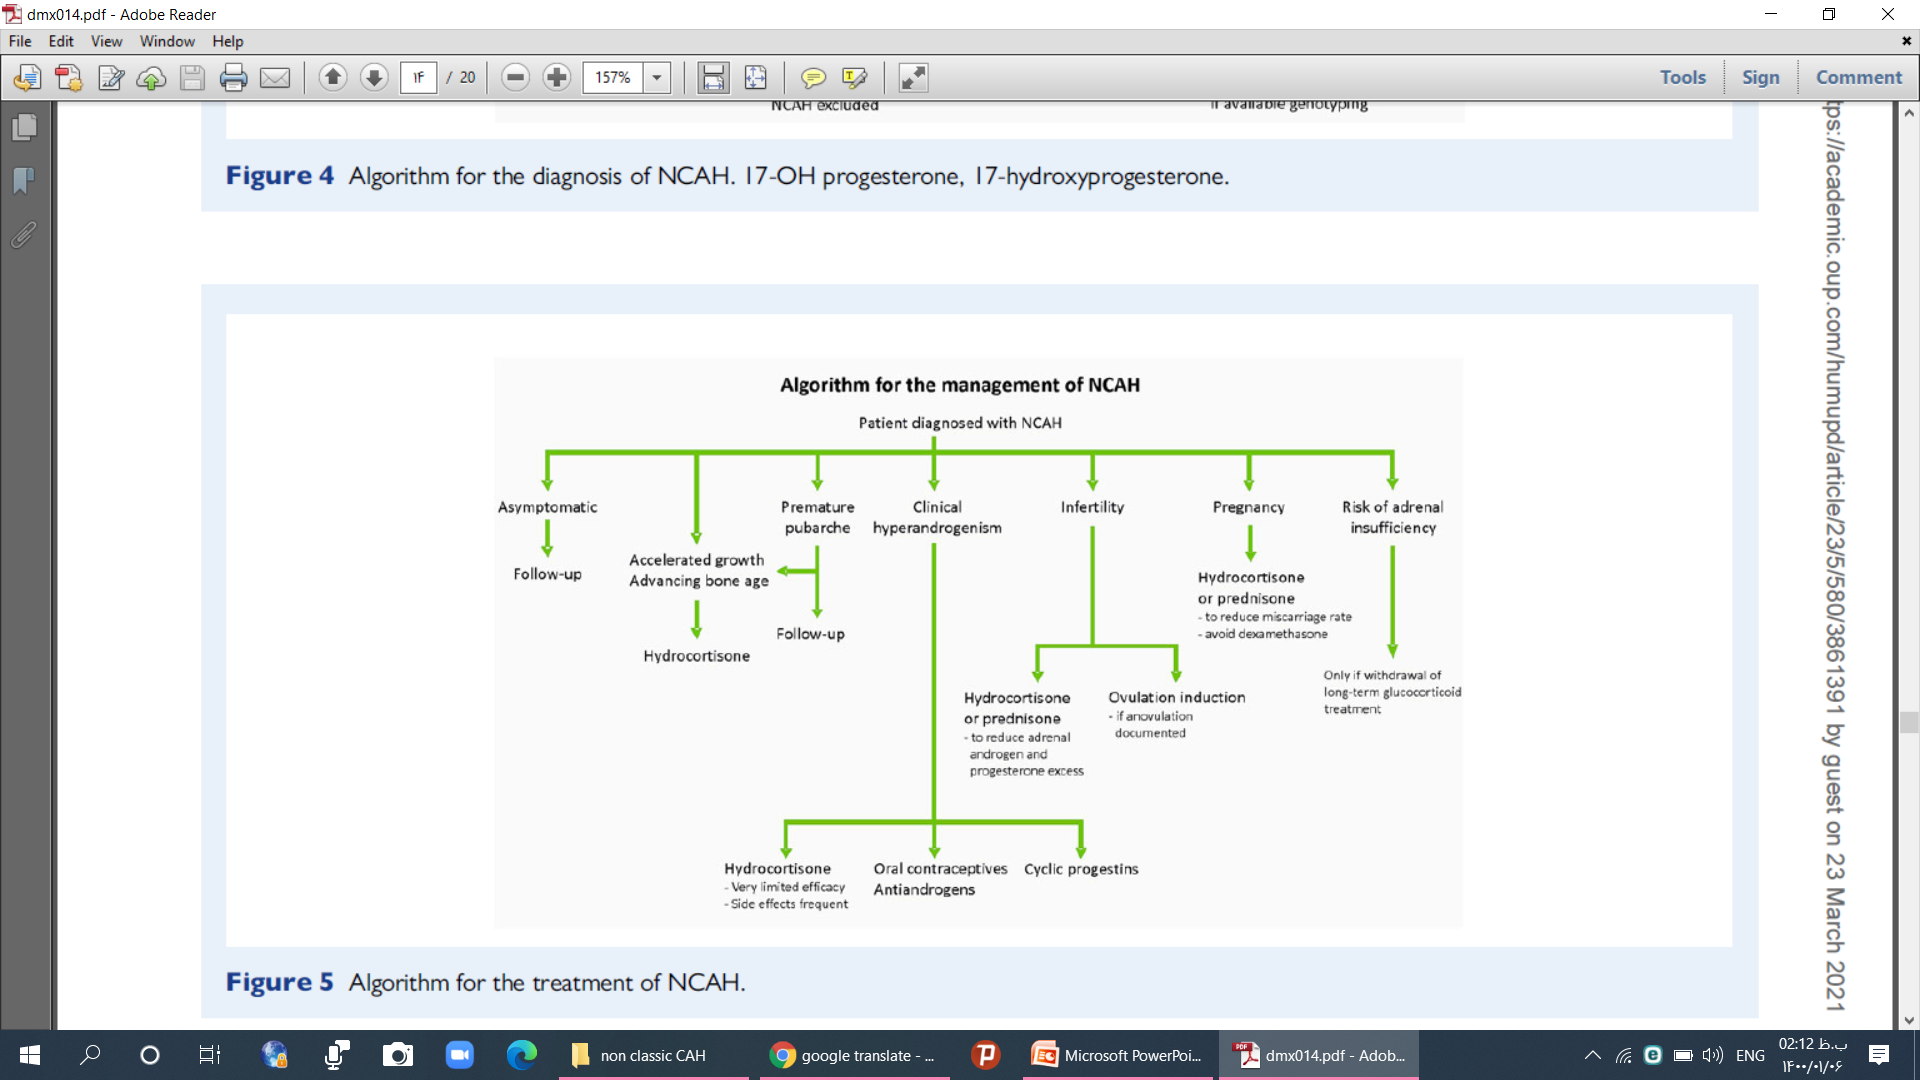 dmx014.pdf - Adobe Reader
File Edit View Window Help
۱۴ / 20 157% Tools Sign Comment
NCAH excluded if available genotyping
Figure 4 Algorithm for the diagnosis of NCAH. 17-OH progesterone, 17-hydroxyprogesterone.
Algorithm for the management of NCAH
Patient diagnosed with NCAH
Asymptomatic
Follow-up
Accelerated growth
Advancing bone age
Hydrocortisone
Premature
pubarche
Follow-up
Clinical
hyperandrogenism
Hydrocortisone
- Very limited efficacy
- Side effects frequent
Oral contraceptives
Antiandrogens
Cyclic progestins
Infertility
Hydrocortisone
or prednisone
- to reduce adrenal
androgen and
progesterone excess
Ovulation induction
- if anovulation
documented
Pregnancy
Hydrocortisone
or prednisone
- to reduce miscarriage rate
- avoid dexamethasone
Risk of adrenal
insufficiency
Only if withdrawal of
long-term glucocorticoid
treatment
Figure 5 Algorithm for the treatment of NCAH.
tps://academic.oup.com/humupd/article/23/5/580/3861391 by guest on 23 March 2021
non classic CAH
google translate - ...
Microsoft PowerPoi...
dmx014.pdf - Adob...
ENG
02:12 ب.ظ
۱۴۰۰/۰۱/۰۶